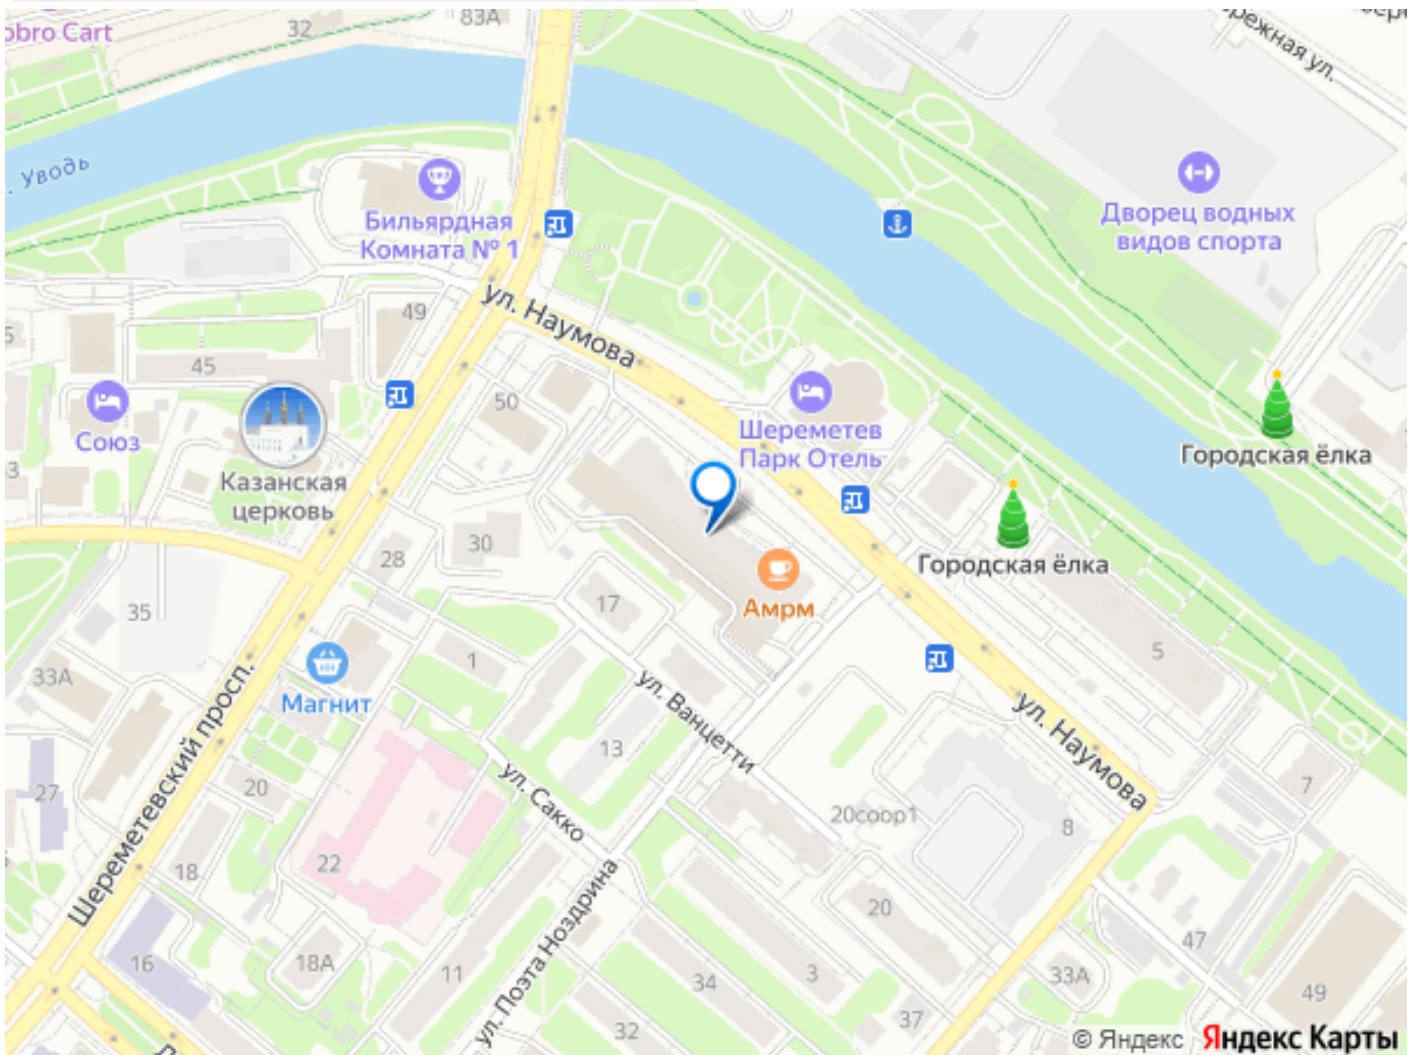 83А
32
obro Cart
режная ул.
Уводь
Бильярдная
Комната № 1
Дворец водных
видов спорта
49
ул. Наумова
45
50
Союз
Казанская
церковь
Шереметев
Парк Отель
Городская ёлка
Городская ёлка
30
28
17
Амрм
35
33А
1
Магнит
5
ул. Ванцетти
ул. Наумова
Шереметевский просп.
13
7
27
20
ул. Сакко
20соор1
8
22
18
20
ул. Поэта Ноздрина
47
16
18А
11
34
3
33А
49
37
32
© Яндекс Яндекс Карты